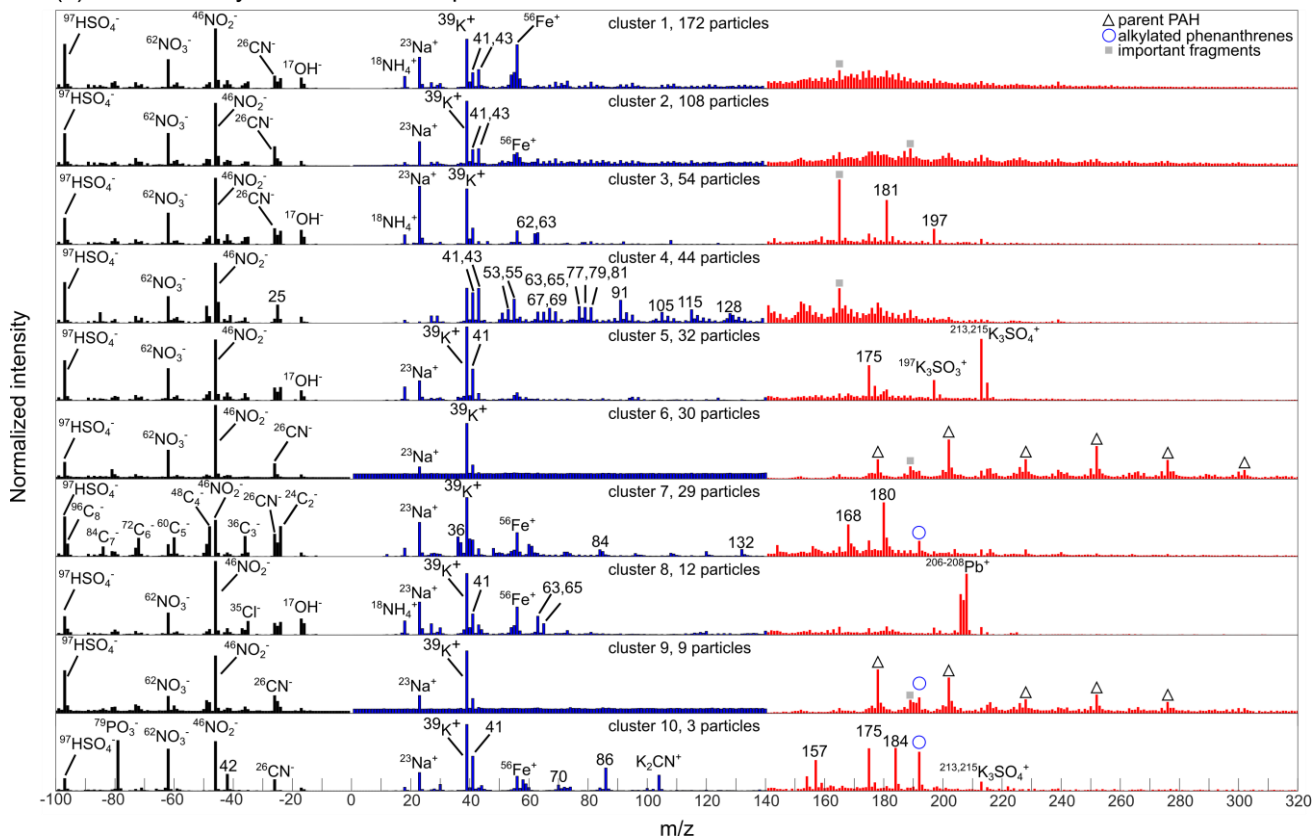 cluster 1, 172 particles
△ parent PAH
○ alkylated phenanthrenes
■ important fragments
⁹⁷HSO₄⁻ ⁶²NO₃⁻ ⁴⁶NO₂⁻ ²⁶CN⁻ ¹⁷OH⁻ ¹⁸NH₄⁺ ²³Na⁺ ³⁹K⁺ 41,43 ⁵⁶Fe⁺
cluster 2, 108 particles
⁹⁷HSO₄⁻ ⁶²NO₃⁻ ⁴⁶NO₂⁻ ²⁶CN⁻ ²³Na⁺ ³⁹K⁺ 41,43 ⁵⁶Fe⁺
cluster 3, 54 particles
⁹⁷HSO₄⁻ ⁶²NO₃⁻ ⁴⁶NO₂⁻ ²⁶CN⁻ ¹⁷OH⁻ ¹⁸NH₄⁺ ²³Na⁺ ³⁹K⁺ 62,63 181 197
cluster 4, 44 particles
⁹⁷HSO₄⁻ ⁶²NO₃⁻ ⁴⁶NO₂⁻ 25 41,43 53,55 63,65, 67,69 77,79,81 91 105 115 128
cluster 5, 32 particles
⁹⁷HSO₄⁻ ⁶²NO₃⁻ ⁴⁶NO₂⁻ ¹⁷OH⁻ ²³Na⁺ ³⁹K⁺ 41 175 ¹⁹⁷K₃SO₃⁺ ²¹³,²¹⁵K₃SO₄⁺
cluster 6, 30 particles
⁹⁷HSO₄⁻ ⁶²NO₃⁻ ⁴⁶NO₂⁻ ²⁶CN⁻ ²³Na⁺ ³⁹K⁺
cluster 7, 29 particles
⁹⁷HSO₄⁻ ⁹⁶C₈⁻ ⁸⁴C₇⁻ ⁷²C₆⁻ ⁶⁰C₅⁻ ⁴⁸C₄⁻ ⁴⁶NO₂⁻ ³⁶C₃⁻ ²⁶CN⁻ ²⁴C₂⁻ ²³Na⁺ 36 ³⁹K⁺ ⁵⁶Fe⁺ 84 132 168 180
cluster 8, 12 particles
⁹⁷HSO₄⁻ ⁶²NO₃⁻ ⁴⁶NO₂⁻ ³⁵Cl⁻ ¹⁷OH⁻ ¹⁸NH₄⁺ ²³Na⁺ ³⁹K⁺ 41 ⁵⁶Fe⁺ 63,65 ²⁰⁶⁻²⁰⁸Pb⁺
cluster 9, 9 particles
⁹⁷HSO₄⁻ ⁶²NO₃⁻ ⁴⁶NO₂⁻ ²⁶CN⁻ ²³Na⁺ ³⁹K⁺
cluster 10, 3 particles
⁹⁷HSO₄⁻ ⁷⁹PO₃⁻ ⁶²NO₃⁻ ⁴⁶NO₂⁻ 42 ²⁶CN⁻ ²³Na⁺ ³⁹K⁺ 41 ⁵⁶Fe⁺ 70 86 K₂CN⁺ 157 175 184 ²¹³,²¹⁵K₃SO₄⁺
-100 -80 -60 -40 -20 0 20 40 60 80 100 120 140 160 180 200 220 240 260 280 300 320
m/z
Normalized intensity